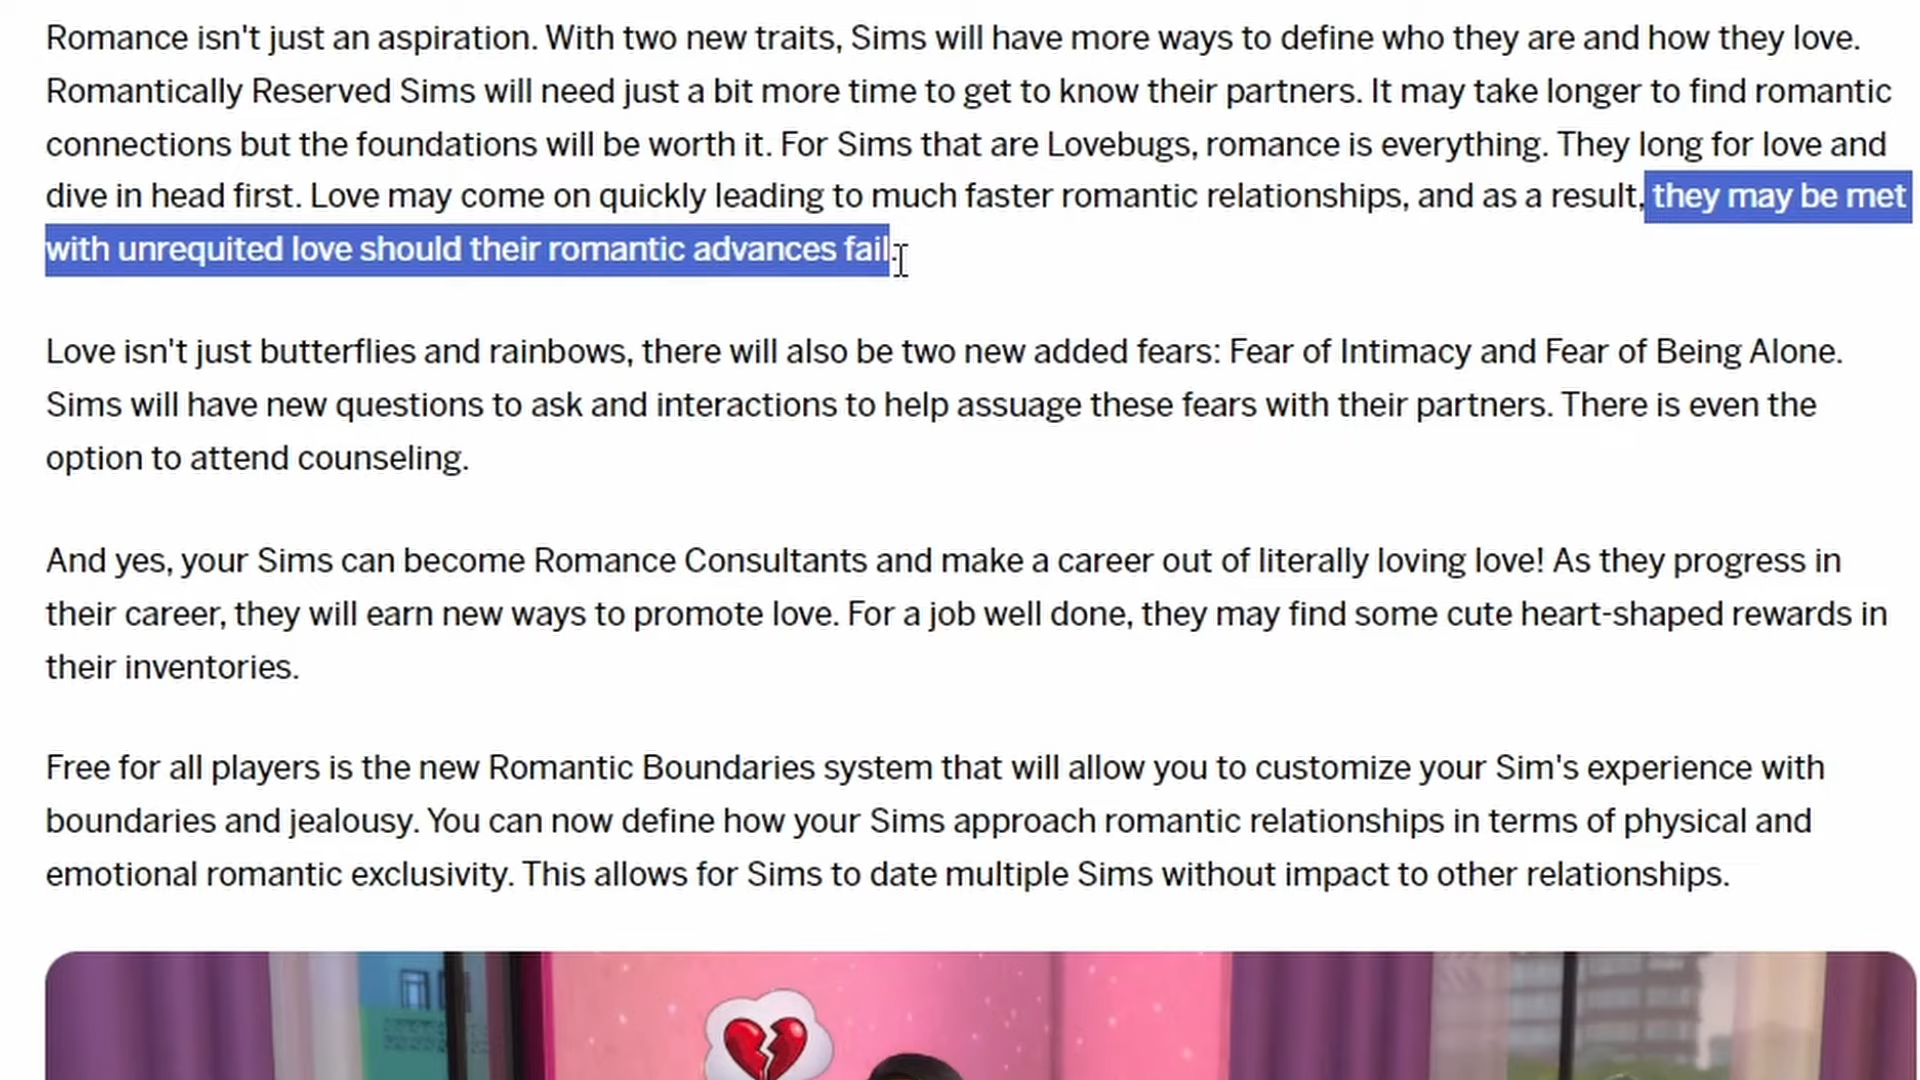 Romance isn't just an aspiration. With two new traits, Sims will have more ways to define who they are and how they love.
Romantically Reserved Sims will need just a bit more time to get to know their partners. It may take longer to find romantic
connections but the foundations will be worth it. For Sims that are Lovebugs, romance is everything. They long for love and
dive in head first. Love may come on quickly leading to much faster romantic relationships, and as a result, they may be met
with unrequited love should their romantic advances fail.
Love isn't just butterflies and rainbows, there will also be two new added fears: Fear of Intimacy and Fear of Being Alone.
Sims will have new questions to ask and interactions to help assuage these fears with their partners. There is even the
option to attend counseling.
And yes, your Sims can become Romance Consultants and make a career out of literally loving love! As they progress in
their career, they will earn new ways to promote love. For a job well done, they may find some cute heart-shaped rewards in
their inventories.
Free for all players is the new Romantic Boundaries system that will allow you to customize your Sim's experience with
boundaries and jealousy. You can now define how your Sims approach romantic relationships in terms of physical and
emotional romantic exclusivity. This allows for Sims to date multiple Sims without impact to other relationships.